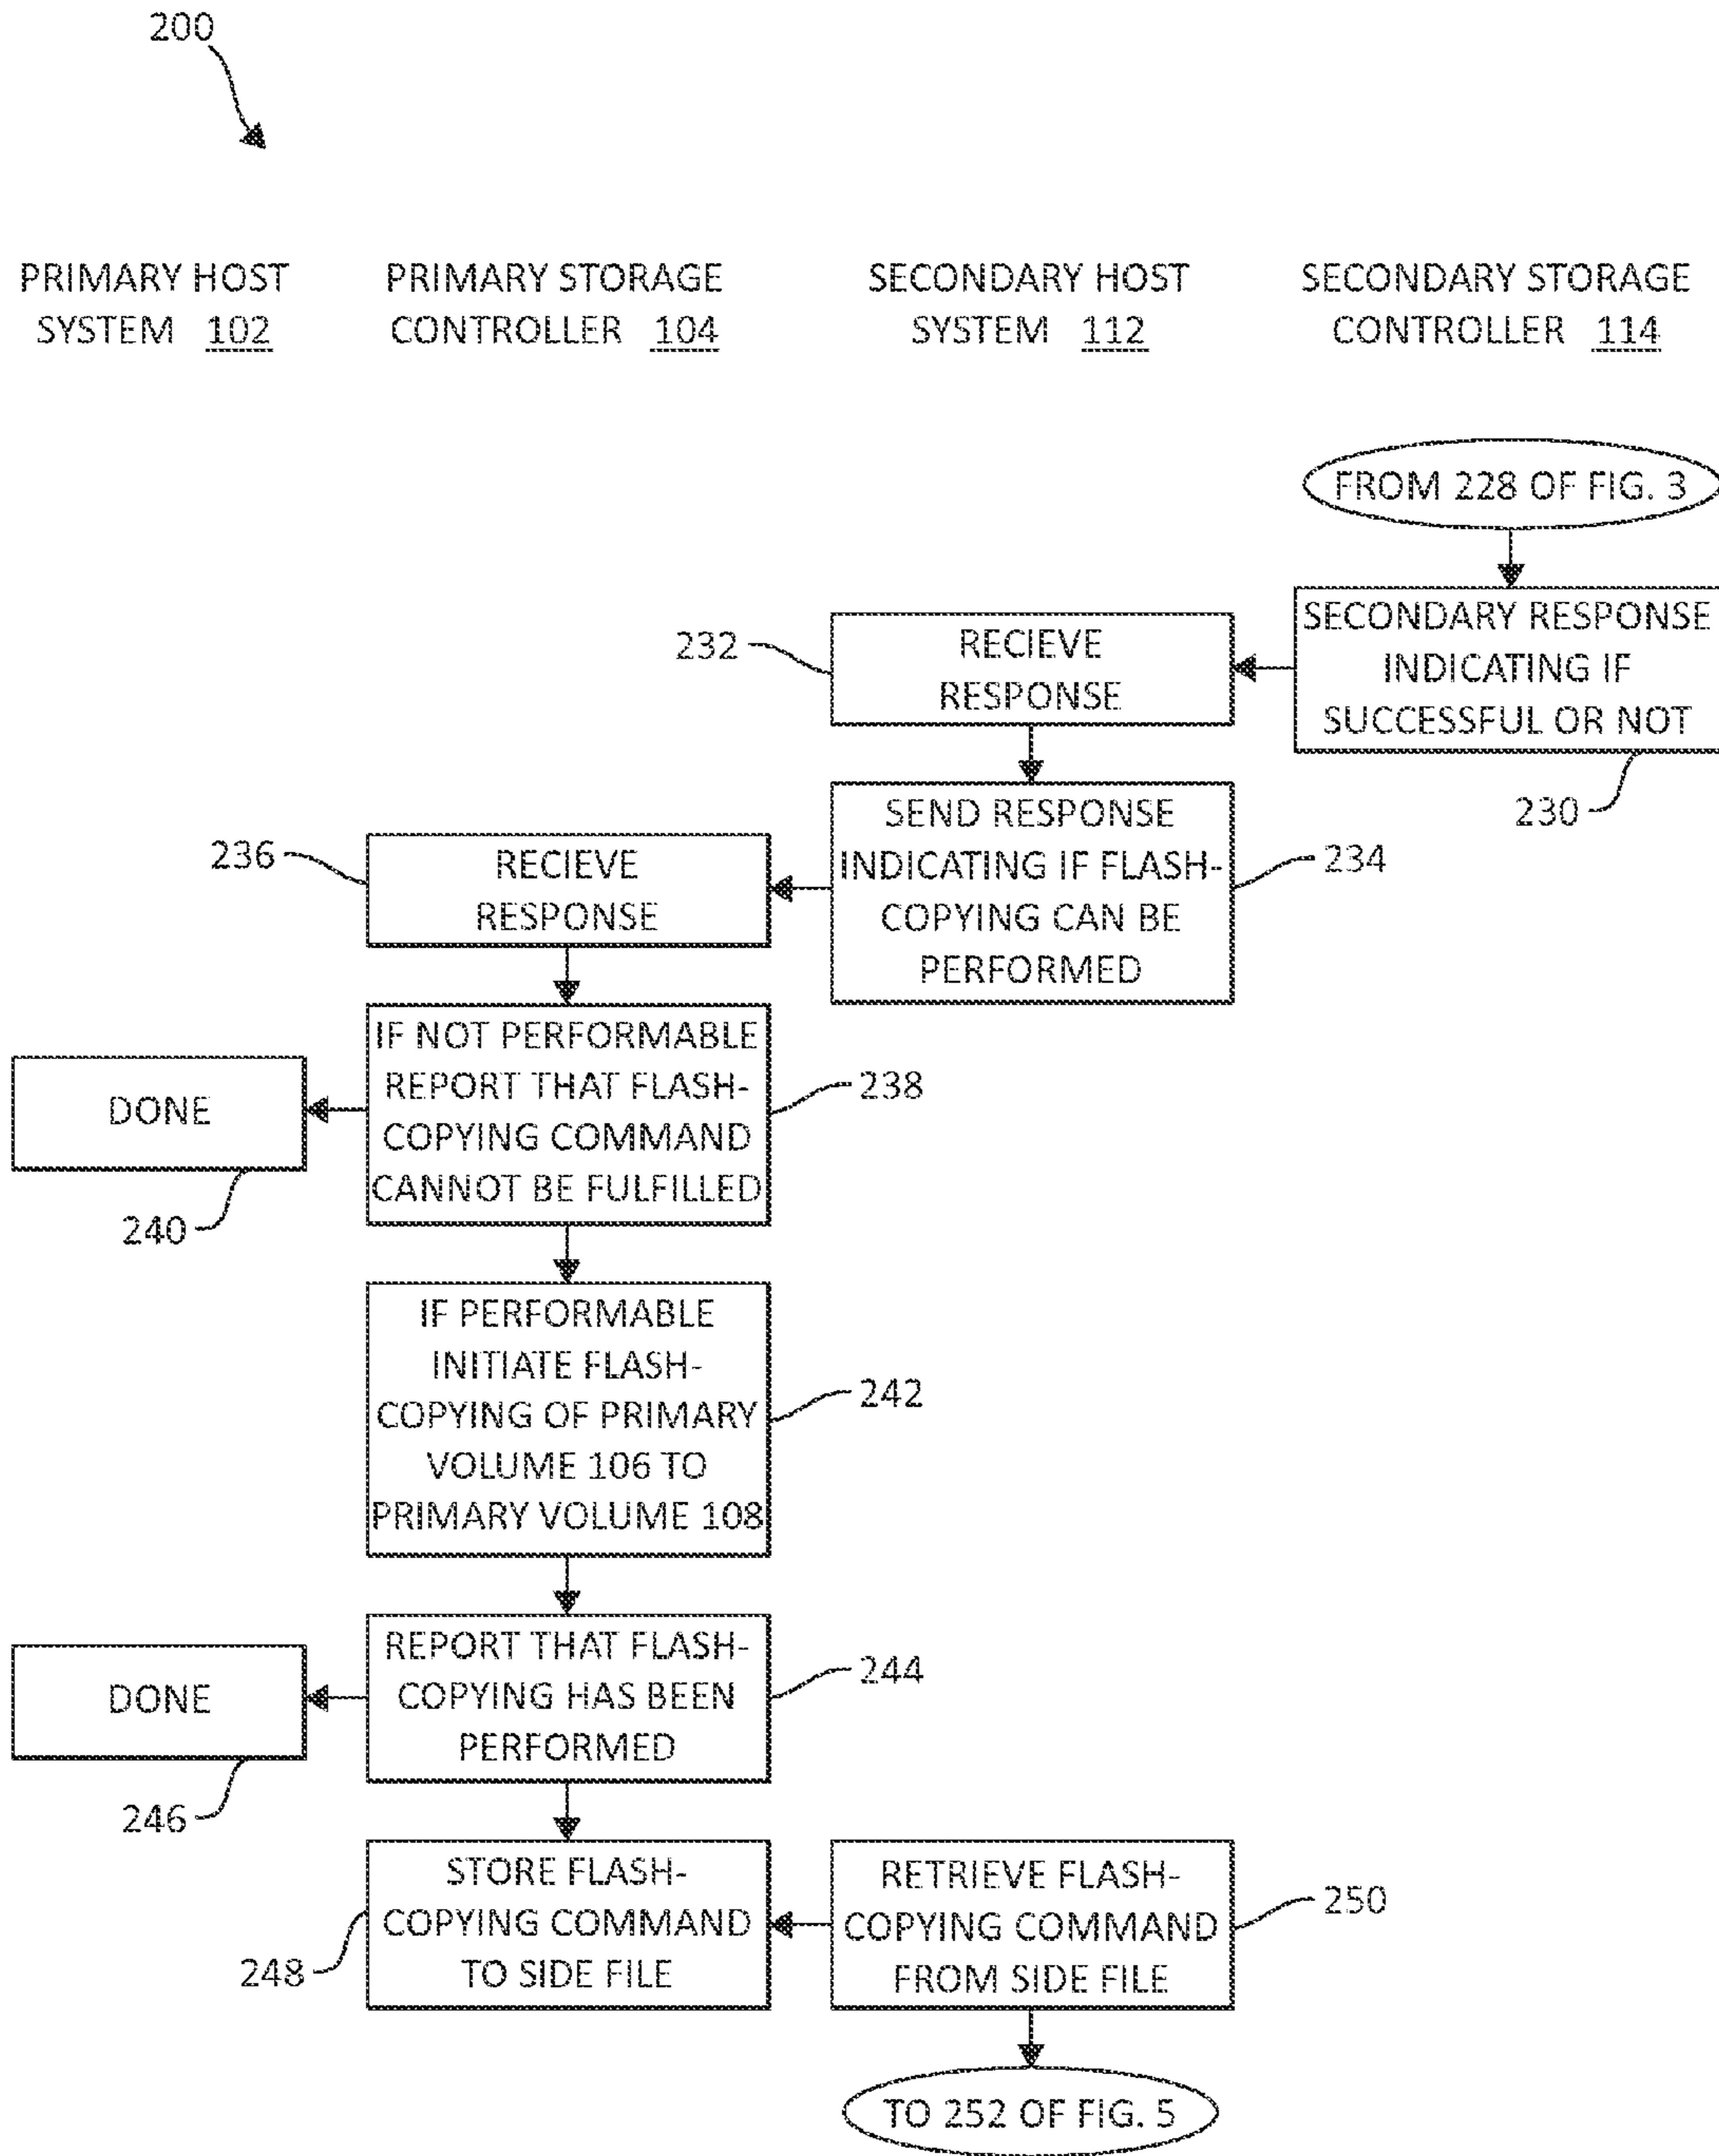 200
PRIMARY HOST
SYSTEM 102
PRIMARY STORAGE
CONTROLLER 104
SECONDARY HOST
SYSTEM 112
SECONDARY STORAGE
CONTROLLER 114
FROM 228 OF FIG. 3
SECONDARY RESPONSE
INDICATING IF
SUCCESSFUL OR NOT
230
232
RECIEVE
RESPONSE
SEND RESPONSE
INDICATING IF FLASH-
COPYING CAN BE
PERFORMED
234
236
RECIEVE
RESPONSE
IF NOT PERFORMABLE
REPORT THAT FLASH-
COPYING COMMAND
CANNOT BE FULFILLED
238
DONE
240
IF PERFORMABLE
INITIATE FLASH-
COPYING OF PRIMARY
VOLUME 106 TO
PRIMARY VOLUME 108
242
REPORT THAT FLASH-
COPYING HAS BEEN
PERFORMED
244
DONE
246
STORE FLASH-
COPYING COMMAND
TO SIDE FILE
248
RETRIEVE FLASH-
COPYING COMMAND
FROM SIDE FILE
250
TO 252 OF FIG. 5